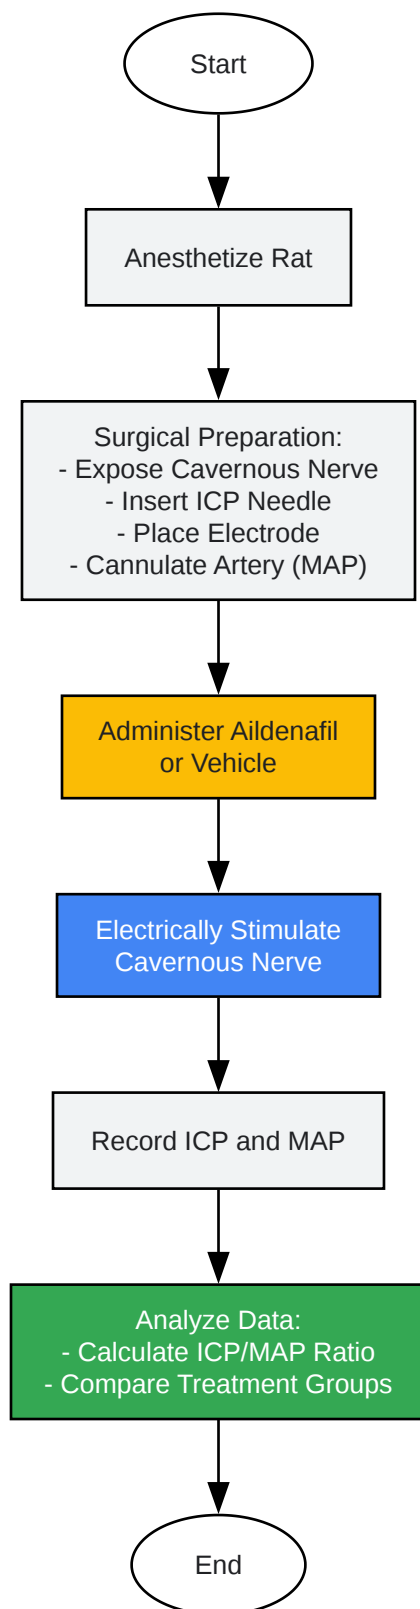 Start
Anesthetize Rat
Surgical Preparation:
- Expose Cavernous Nerve
- Insert ICP Needle
- Place Electrode
- Cannulate Artery (MAP)
Administer Aildenafil
or Vehicle
Electrically Stimulate
Cavernous Nerve
Record ICP and MAP
Analyze Data:
- Calculate ICP/MAP Ratio
- Compare Treatment Groups
End